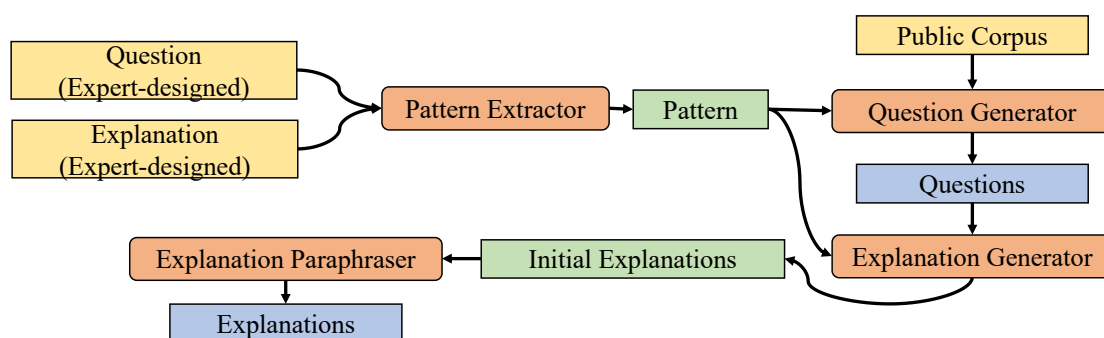 Question
(Expert-designed)
Explanation
(Expert-designed)
Pattern Extractor
Pattern
Public Corpus
Question Generator
Questions
Explanation Generator
Initial Explanations
Explanation Paraphraser
Explanations